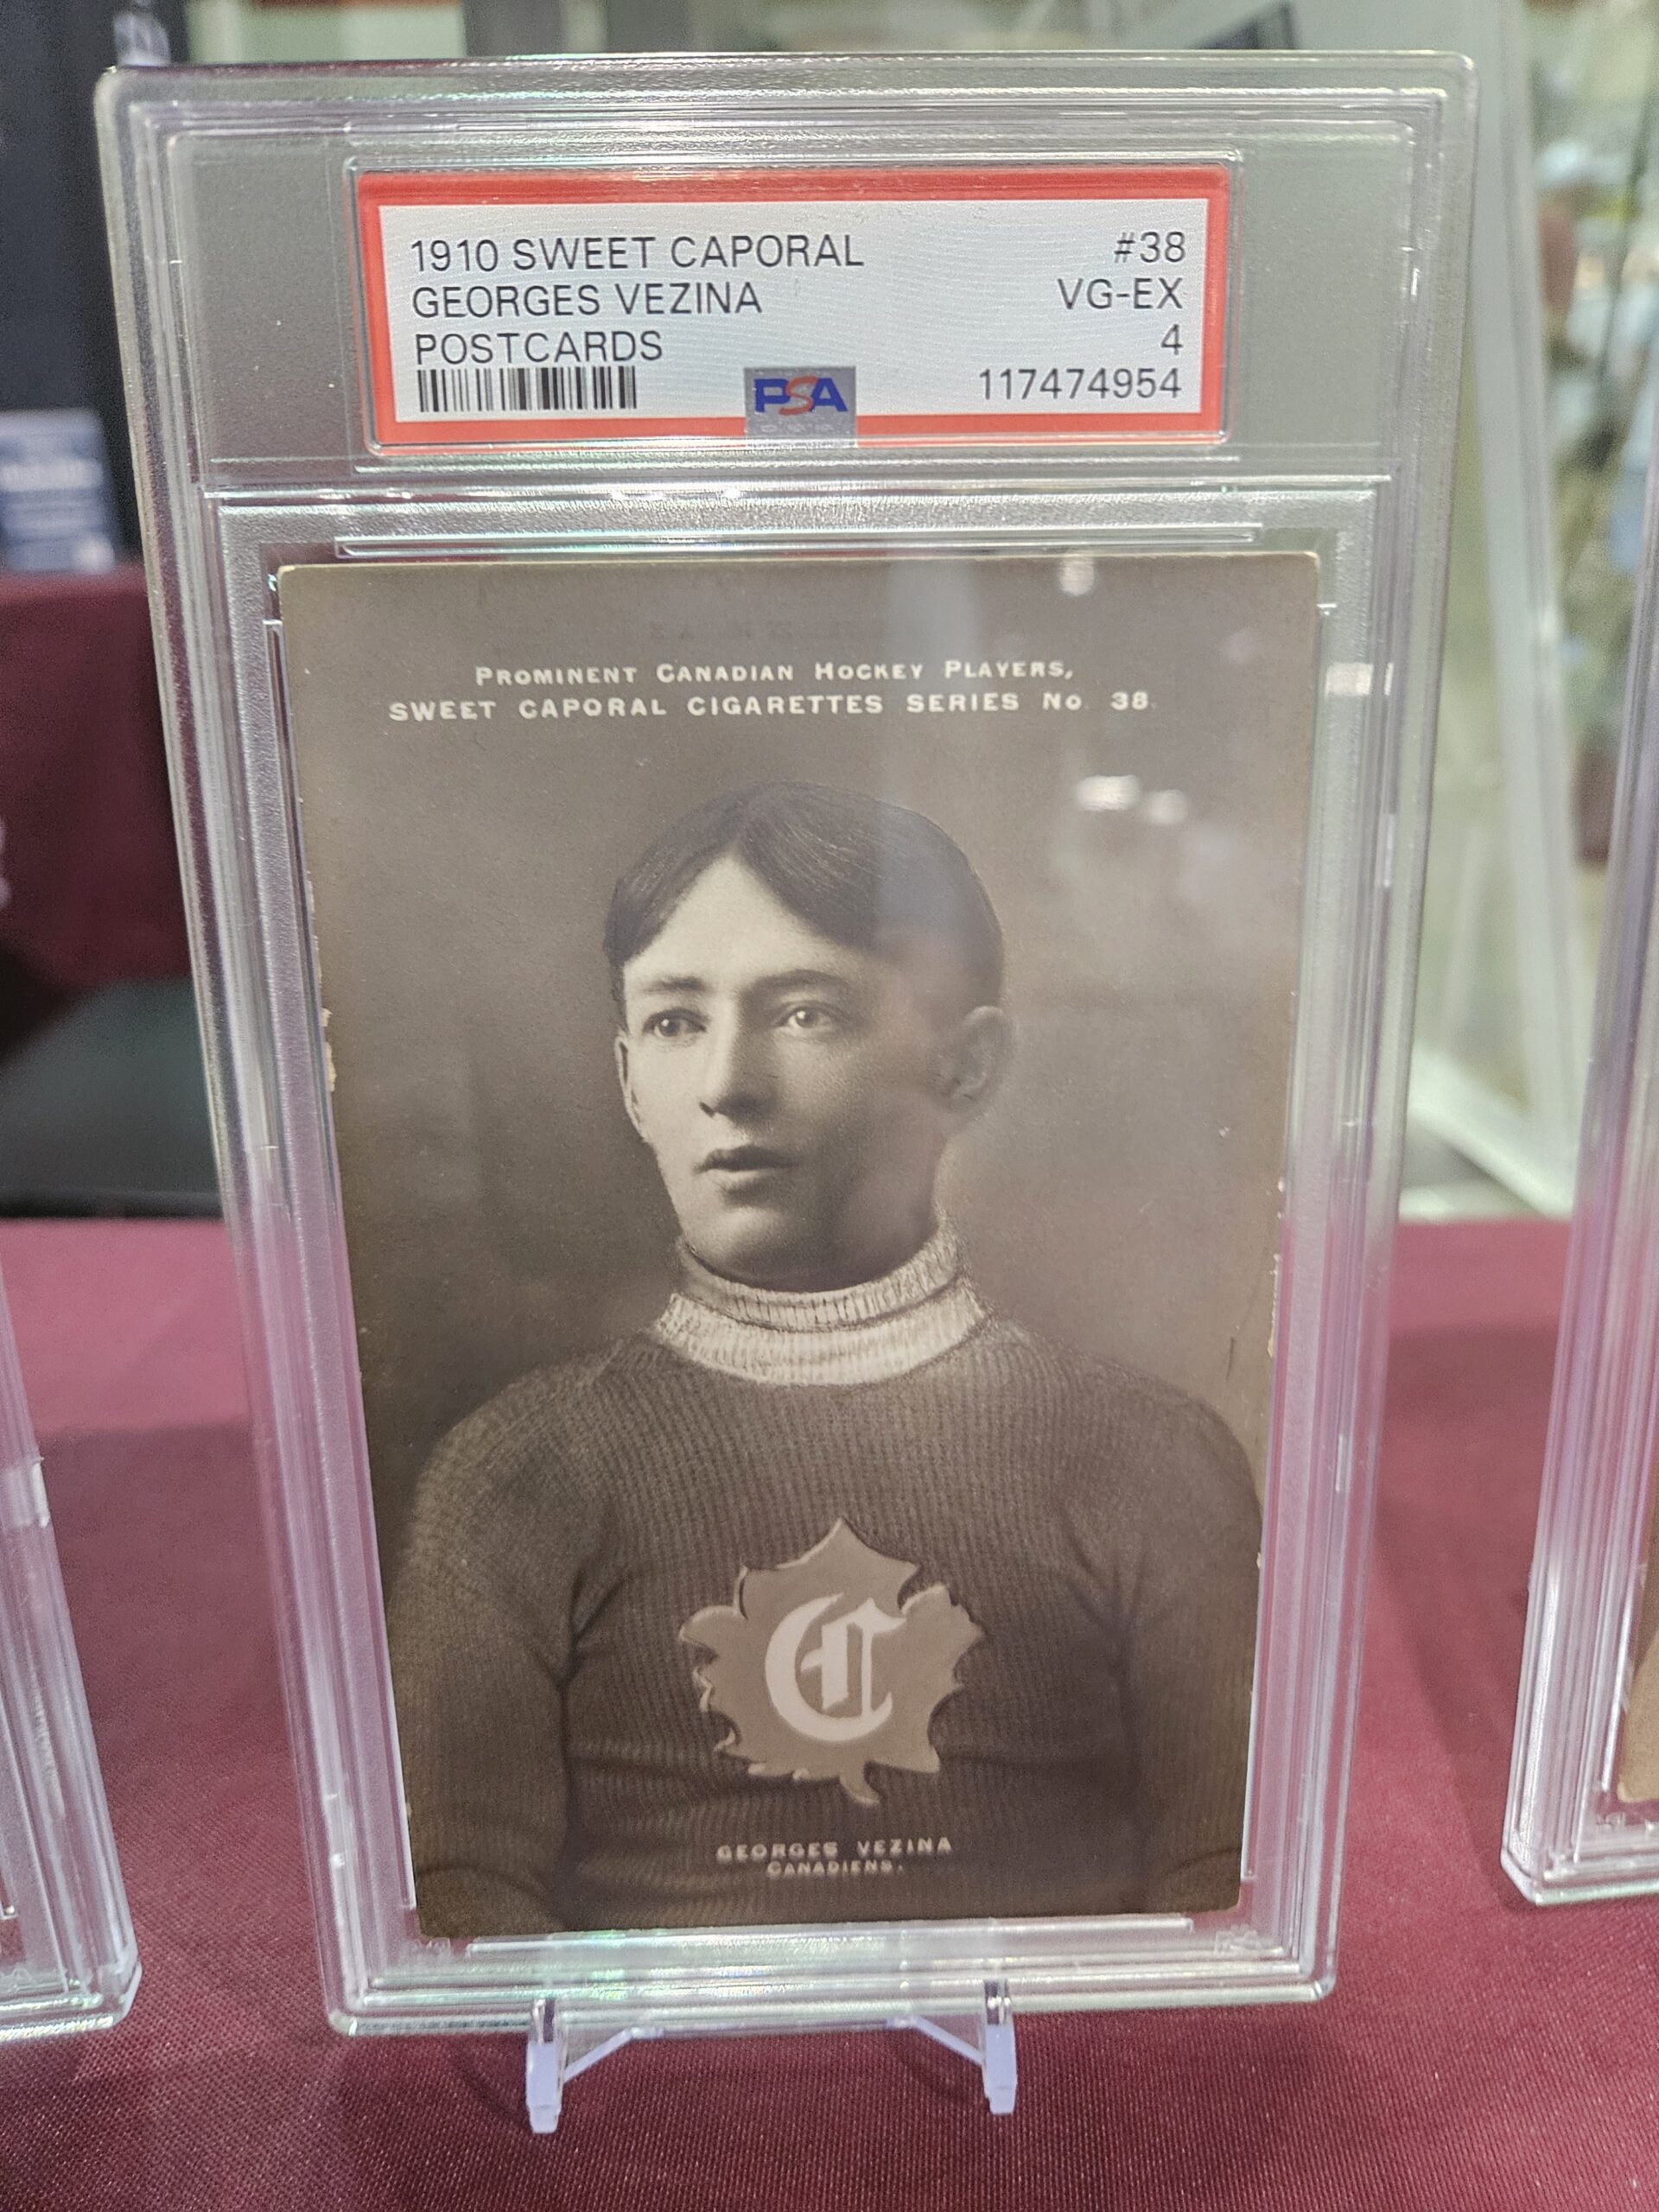 1910 SWEET CAPORAL #38
GEORGES VEZINA VG-EX
POSTCARDS 4
PSA 117474954
PROMINENT CANADIAN HOCKEY PLAYERS,
SWEET CAPORAL CIGARETTES SERIES No. 38.
C
GEORGES VEZINA
CANADIENS.